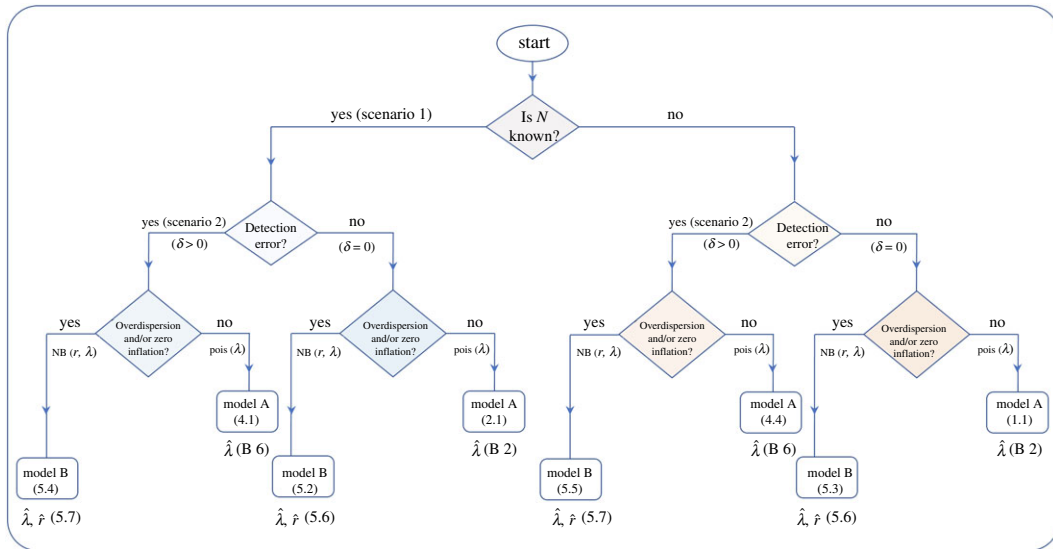 start
Is N
known?
yes (scenario 1)
no
yes (scenario 2)
(δ > 0)
Detection
error?
no
(δ = 0)
yes (scenario 2)
(δ > 0)
Detection
error?
no
(δ = 0)
yes
NB (r, λ)
Overdispersion
and/or zero
inflation?
no
pois (λ)
yes
NB (r, λ)
Overdispersion
and/or zero
inflation?
no
pois (λ)
yes
NB (r, λ)
Overdispersion
and/or zero
inflation?
no
pois (λ)
yes
NB (r, λ)
Overdispersion
and/or zero
inflation?
no
pois (λ)
model A
(4.1)
λ̂ (B 6)
model A
(2.1)
λ̂ (B 2)
model A
(4.4)
λ̂ (B 6)
model A
(1.1)
λ̂ (B 2)
model B
(5.4)
λ̂, r̂ (5.7)
model B
(5.2)
λ̂, r̂ (5.6)
model B
(5.5)
λ̂, r̂ (5.7)
model B
(5.3)
λ̂, r̂ (5.6)